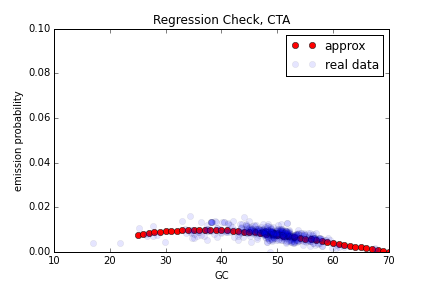 Regression Check, CTA
0.10
0.08
0.06
0.04
0.02
0.00
emission probability
approx
real data
10 20 30 40 50 60 70
GC